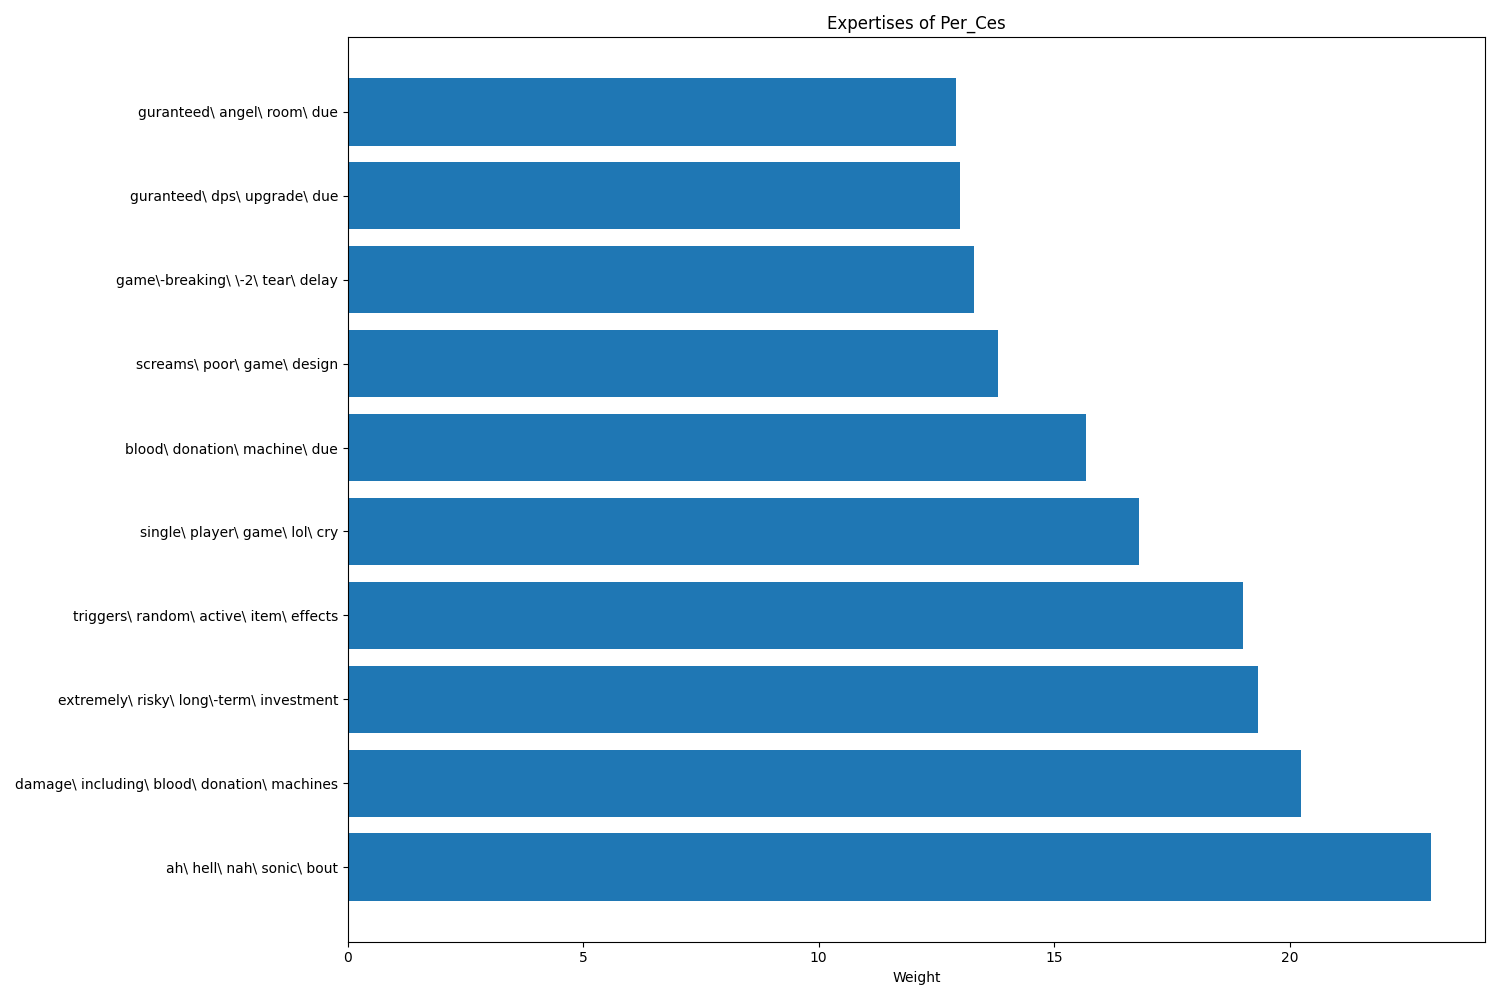 Expertises of Per_Ces
guranteed\ angel\ room\ due
guranteed\ dps\ upgrade\ due
game\-breaking\ \-2\ tear\ delay
screams\ poor\ game\ design
blood\ donation\ machine\ due
single\ player\ game\ lol\ cry
triggers\ random\ active\ item\ effects
extremely\ risky\ long\-term\ investment
damage\ including\ blood\ donation\ machines
ah\ hell\ nah\ sonic\ bout
0 5 10 15 20
Weight